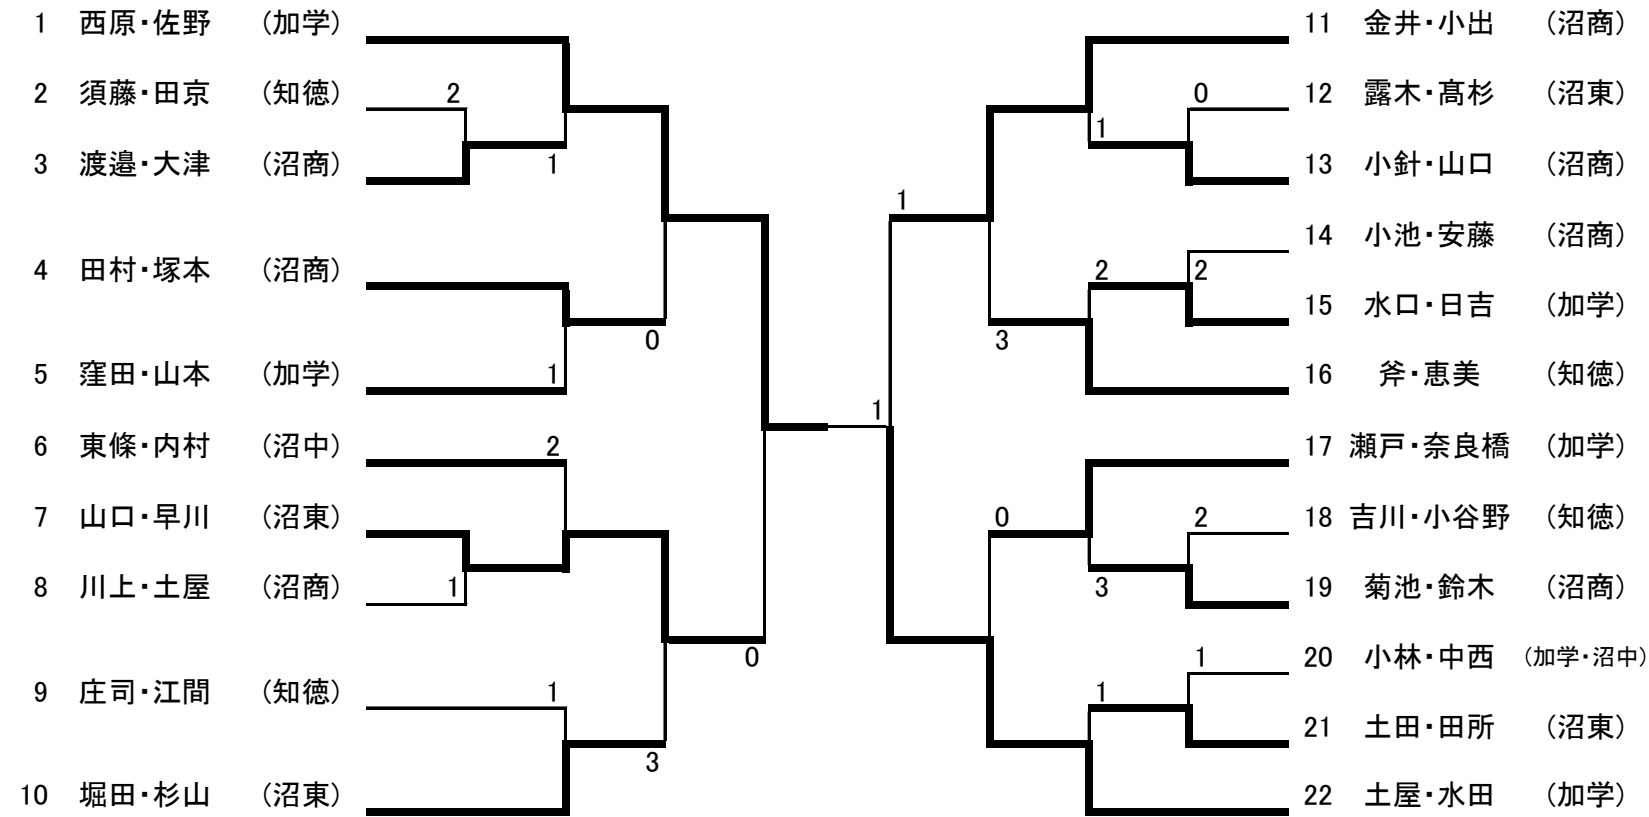 1 西原・佐野 （加学）
2 須藤・田京 （知徳） 2
3 渡邉・大津 （沼商） 1
4 田村・塚本 （沼商）
0
5 窪田・山本 （加学） 1
6 東條・内村 （沼中） 2
7 山口・早川 （沼東）
8 川上・土屋 （沼商） 1
0
9 庄司・江間 （知徳） 1
3
10 堀田・杉山 （沼東）
1
1
11 金井・小出 （沼商）
0 12 露木・髙杉 （沼東）
1
13 小針・山口 （沼商）
14 小池・安藤 （沼商）
2 2
15 水口・日吉 （加学）
3
16 斧・恵美 （知徳）
17 瀬戸・奈良橋 （加学）
0 2 18 吉川・小谷野 （知徳）
3 19 菊池・鈴木 （沼商）
1 20 小林・中西 （加学・沼中）
1
21 土田・田所 （沼東）
22 土屋・水田 （加学）